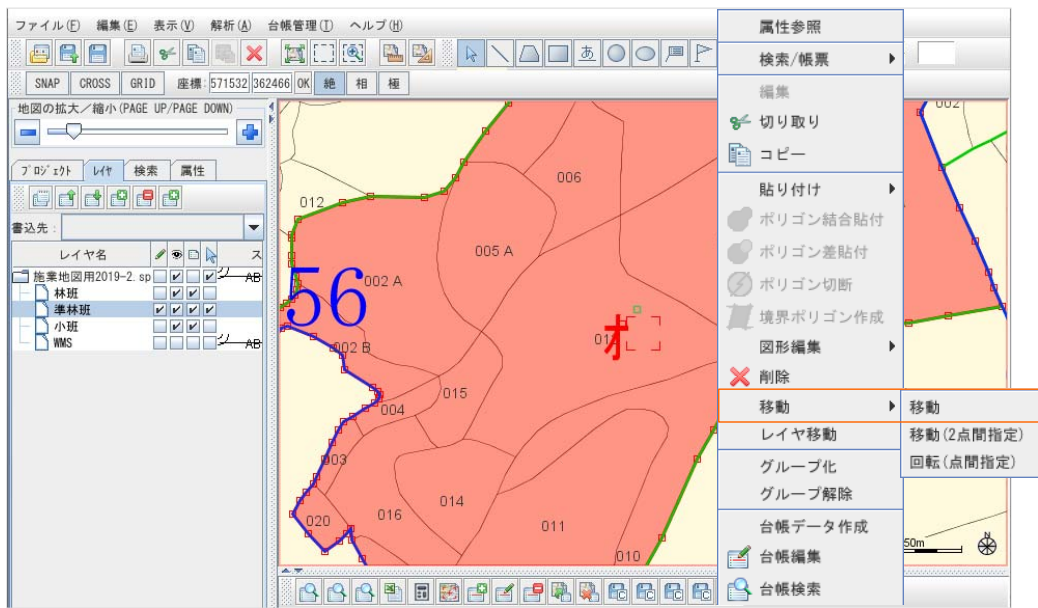 ファイル(F) 編集(E) 表示(V) 解析(A) 台帳管理(T) ヘルプ(H)
あ
SNAP CROSS GRID 座標: 571532 362466 OK 絶 相 極
地図の拡大／縮小(PAGE UP/PAGE DOWN)
プロジェクト レイヤ 検索 属性
書込先:
レイヤ名 ス
施業地図用2019-2. sp AB
林班
準林班
小班
WMS AB
002
006
012
005 A
002 A
56
002 B
015
004
003
014
016
020
011
010
50m
N
属性参照
検索/帳票
編集
切り取り
コピー
貼り付け
ポリゴン結合貼付
ポリゴン差貼付
ポリゴン切断
境界ポリゴン作成
図形編集
削除
移動
レイヤ移動
グループ化
グループ解除
台帳データ作成
台帳編集
台帳検索
移動
移動(2点間指定)
回転(点間指定)